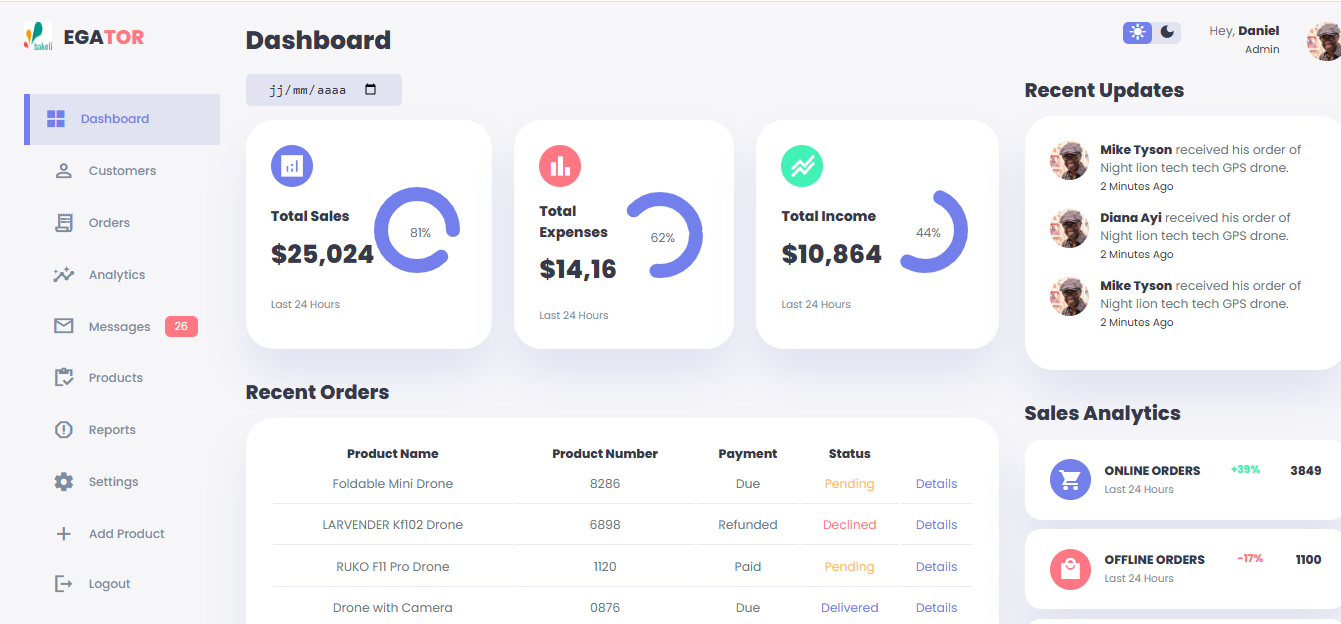 bakeli
EGATOR
Dashboard
Customers
Orders
Analytics
Messages 26
Products
Reports
Settings
Add Product
Logout
Dashboard
jj/mm/aaaa
Total Sales
$25,024
81%
Last 24 Hours
Total
Expenses
$14,16
62%
Last 24 Hours
Total Income
$10,864
44%
Last 24 Hours
Recent Orders
Product Name Product Number Payment Status
Foldable Mini Drone 8286 Due Pending Details
LARVENDER Kf102 Drone 6898 Refunded Declined Details
RUKO F11 Pro Drone 1120 Paid Pending Details
Drone with Camera 0876 Due Delivered Details
Hey, Daniel
Admin
Recent Updates
Mike Tyson received his order of
Night lion tech tech GPS drone.
2 Minutes Ago
Diana Ayi received his order of
Night lion tech tech GPS drone.
2 Minutes Ago
Mike Tyson received his order of
Night lion tech tech GPS drone.
2 Minutes Ago
Sales Analytics
ONLINE ORDERS +39% 3849
Last 24 Hours
OFFLINE ORDERS -17% 1100
Last 24 Hours